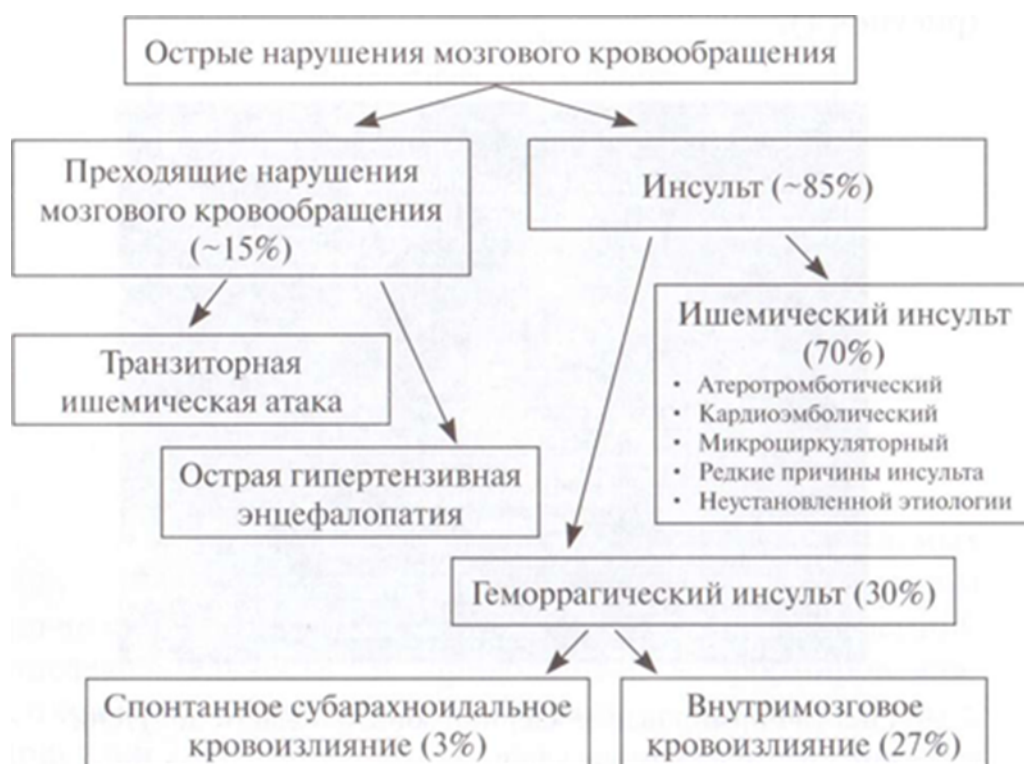 Острые нарушения мозгового кровообращения
Преходящие нарушения
мозгового кровообращения
(~15%)
Инсульт (~85%)
Транзиторная
ишемическая атака
Острая гипертензивная
энцефалопатия
Ишемический инсульт
(70%)
• Атеротромботический
• Кардиоэмболический
• Микроциркуляторный
• Редкие причины инсульта
• Неустановленной этиологии
Геморрагический инсульт (30%)
Спонтанное субарахноидальное
кровоизлияние (3%)
Внутримозговое
кровоизлияние (27%)